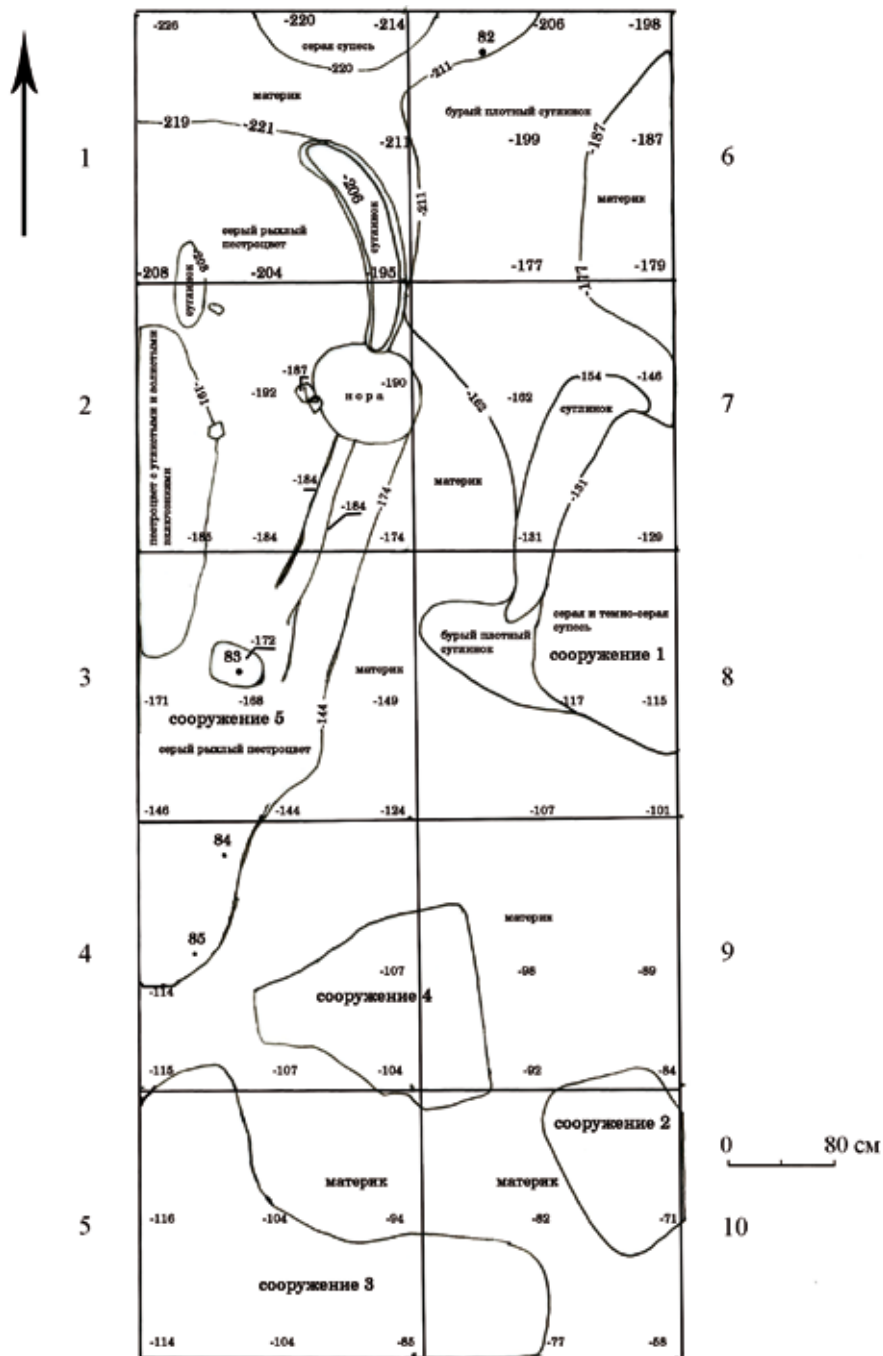 -226 -220 -214 82 -206 -198
серая супесь
-220
-211
материк
бурый плотный суглинок
-219 -221 -211 -199 -187 -187
1 6
-206
суглинок
-211
материк
серый рыхлый
пестроцвет
-208
-208 -204 -195 -177 -177 -179
суглинок
пестроцвет с углистыми и золистыми
включениями
-191
-187
-192 -190 -162 -162 -154 -146
нора
суглинок
2 7
-184
-184
-174
материк
-131
-185 -184 -174 -131 -129
серая и темно-серая
супесь
бурый плотный
суглинок
сооружение 1
-172
83
материк
3 8
-171 -168 -149 -117 -115
сооружение 5
-144
серый рыхлый пестроцвет
-146 -144 -124 -107 -101
84
материк
85
4 9
-107 -98 -89
-114
сооружение 4
-115 -107 -104 -92 -84
сооружение 2
0 80 см
материк материк
5 10
-116 -104 -94 -82 -71
сооружение 3
-114 -104 -85 -77 -58